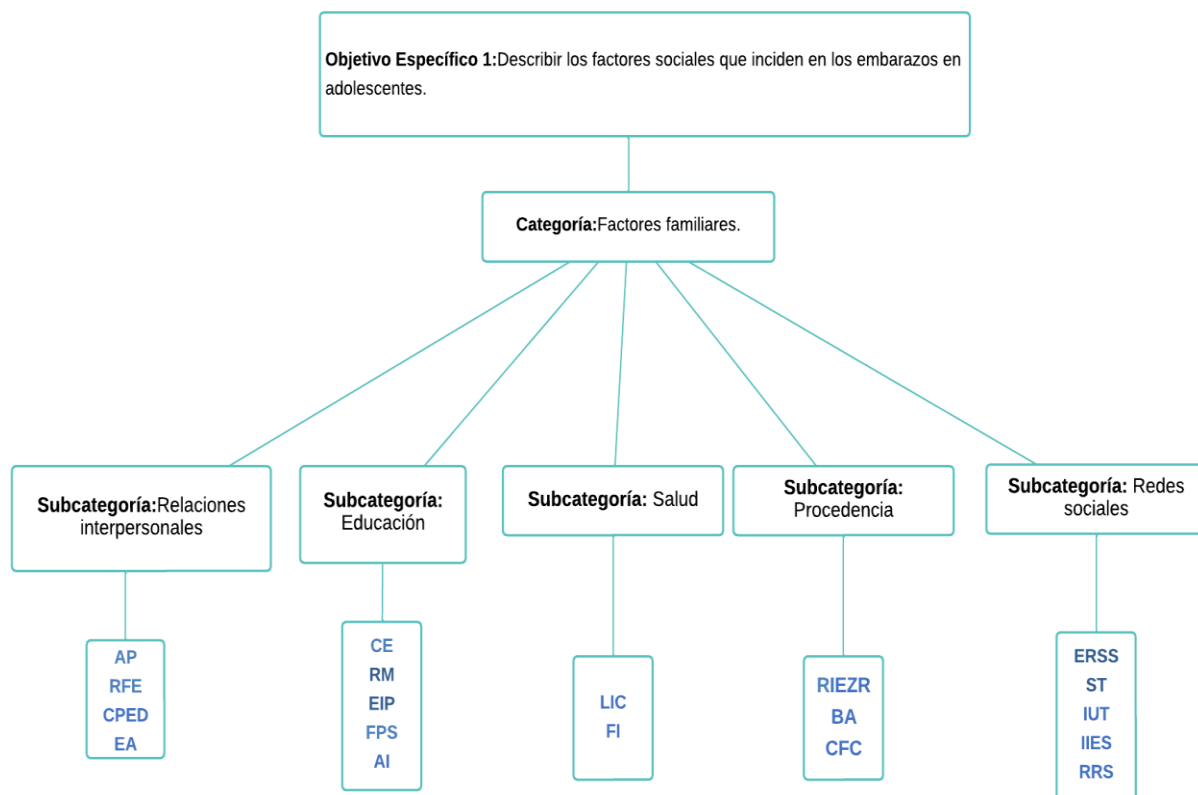 Objetivo Específico 1:Describir los factores sociales que inciden en los embarazos en
adolescentes.
Categoría:Factores familiares.
Subcategoría:Relaciones
interpersonales
Subcategoría:
Educación
Subcategoría: Salud
Subcategoría:
Procedencia
Subcategoría: Redes
sociales
AP
RFE
CPED
EA
CE
RM
EIP
FPS
AI
LIC
FI
RIEZR
BA
CFC
ERSS
ST
IUT
IIES
RRS